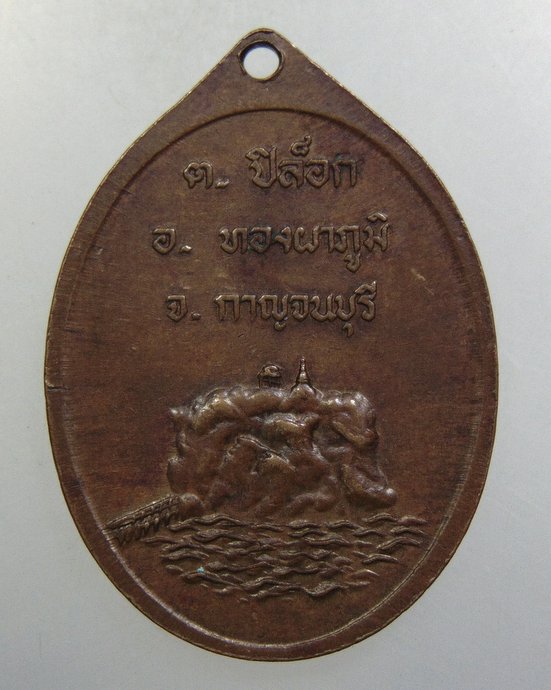 ต. ปิล็อก
อ. ทองผาภูมิ
จ. กาญจนบุรี